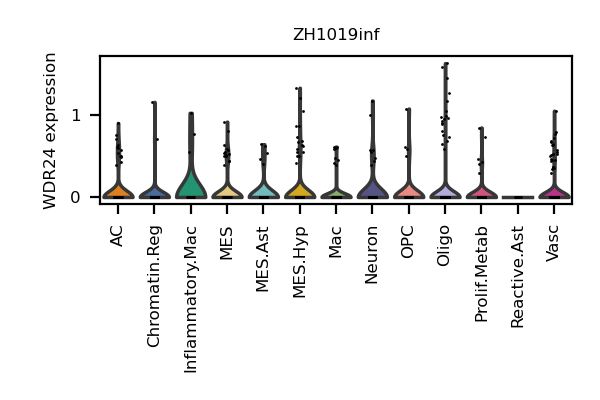 ZH1019inf
WDR24 expression
1
0
AC
Chromatin.Reg
Inflammatory.Mac
MES
MES.Ast
MES.Hyp
Mac
Neuron
OPC
Oligo
Prolif.Metab
Reactive.Ast
Vasc